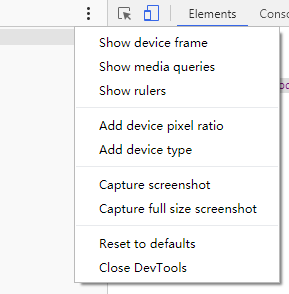 Elements
Show device frame
Show media queries
Show rulers
Add device pixel ratio
Add device type
Capture screenshot
Capture full size screenshot
Reset to defaults
Close DevTools